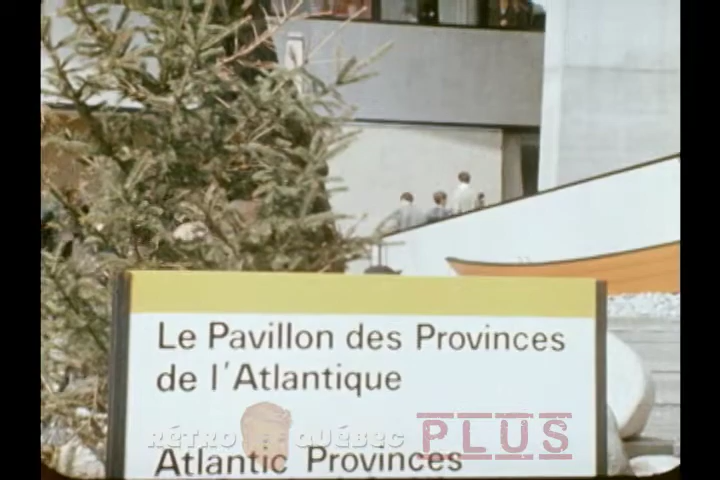 Le Pavillon des Provinces
de l'Atlantique
RÉTRO QUÉBEC PLUS
Atlantic Provinces